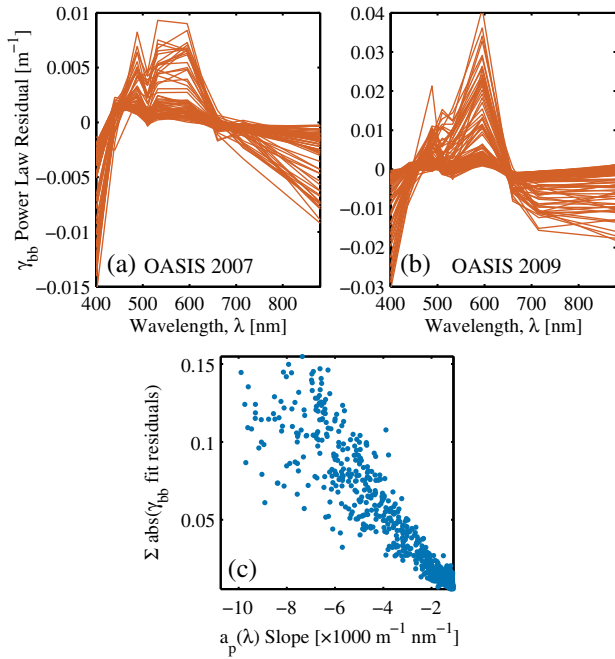 γbb Power Law Residual [m⁻¹]
0.01
0.005
0
−0.005
−0.01
−0.015
(a) OASIS 2007
400 500 600 700 800
Wavelength, λ [nm]
0.04
0.03
0.02
0.01
0
−0.01
−0.02
−0.03
(b) OASIS 2009
400 500 600 700 800
Wavelength, λ [nm]
Σ abs(γbb fit residuals)
0.15
0.1
0.05
(c)
−10 −8 −6 −4 −2
ap(λ) Slope [×1000 m⁻¹ nm⁻¹]